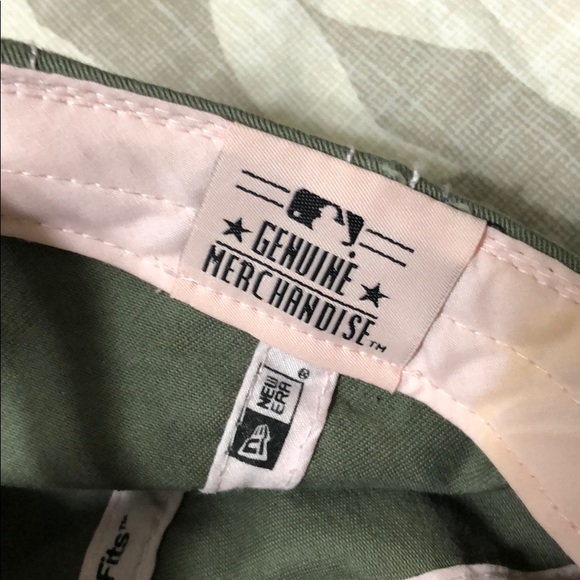 GENUINE
MERCHANDISE™
NEW ERA®
Fits™